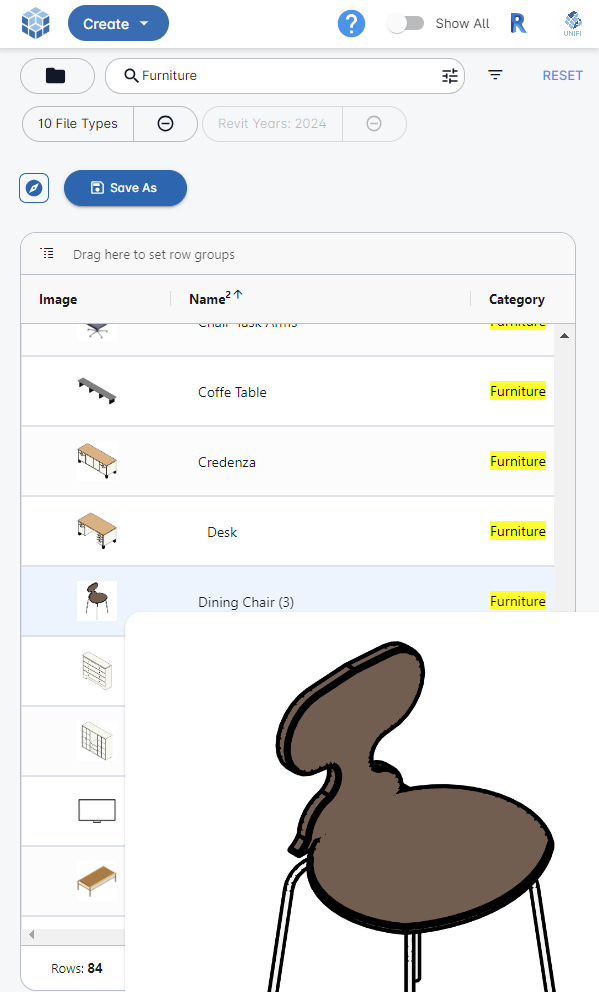 Create
?
Show All
R
UNIFI
Furniture
RESET
10 File Types
Revit Years: 2024
Save As
Drag here to set row groups
Image
Name 2
Category
Chair-Task Arms
Furniture
Coffe Table
Furniture
Credenza
Furniture
Desk
Furniture
Dining Chair (3)
Furniture
Rows: 84